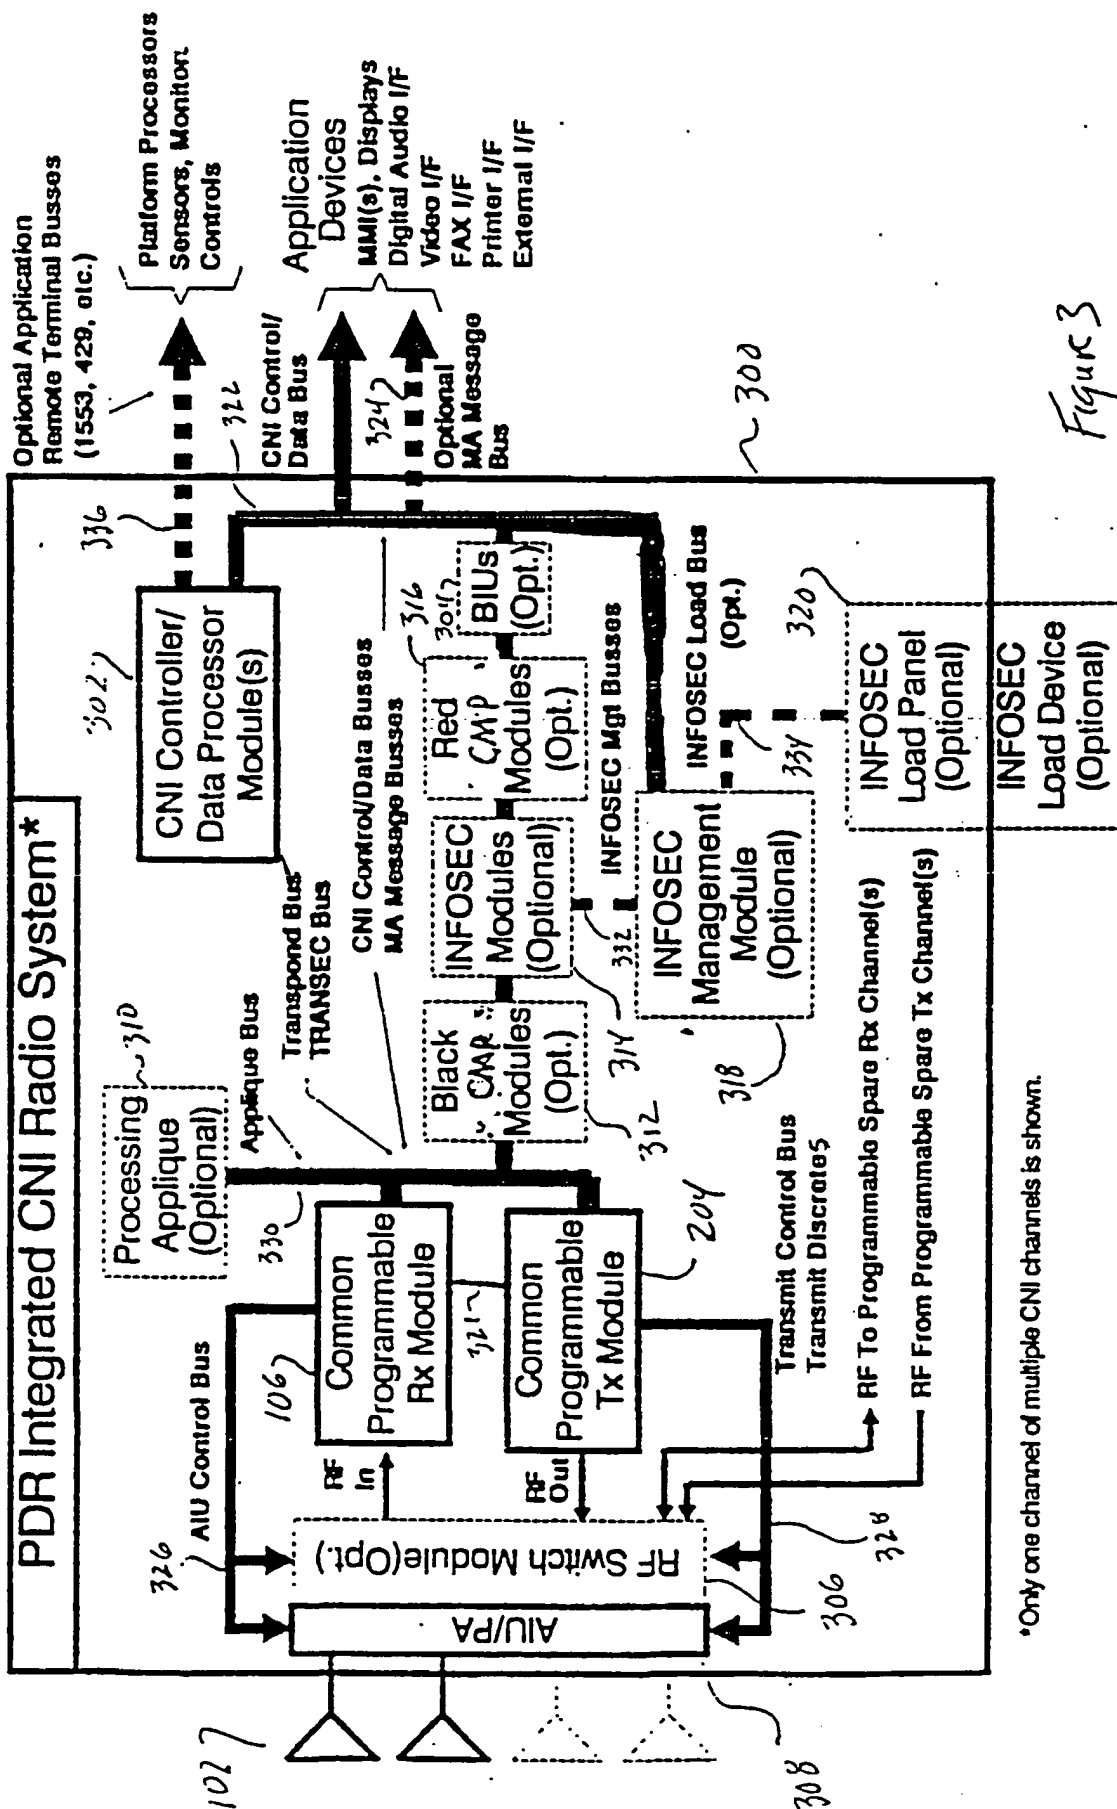 PDR Integrated CNI Radio System*
Optional Application
Remote Terminal Busses
(1553, 429, etc.)
Platform Processors
Sensors, Monitors
Controls
336
322
302
CNI Controller/
Data Processor
Module(s)
Processing
Applique
(Optional)
310
Applique Bus
330
Transpond Bus
TRANSEC Bus
CNI Control/Data Busses
MA Message Busses
CNI Control/
Data Bus
324
Optional
MA Message
Bus
Application
Devices
MMI(s), Displays
Digital Audio I/F
Video I/F
FAX I/F
Printer I/F
External I/F
326
AIU Control Bus
106
Common
Programmable
Rx Module
RF
In
321
Common
Programmable
Tx Module
204
RF
Out
Black
"CMP"
Modules
(Opt.)
312
INFOSEC
Modules
(Optional)
314
Red
"CMP"
Modules
(Opt.)
316
304
BIUs
(Opt.)
332
INFOSEC Mgt Busses
INFOSEC
Management
Module
(Optional)
318
INFOSEC Load Bus
(Opt.)
334
320
INFOSEC
Load Panel
(Optional)
INFOSEC
Load Device
(Optional)
102
AIU/PA
RF Switch Module(Opt.)
306
308
328
Transmit Control Bus
Transmit Discretes
RF To Programmable Spare Rx Channel(s)
RF From Programmable Spare Tx Channel(s)
300
*Only one channel of multiple CNI channels is shown.
Figure 3